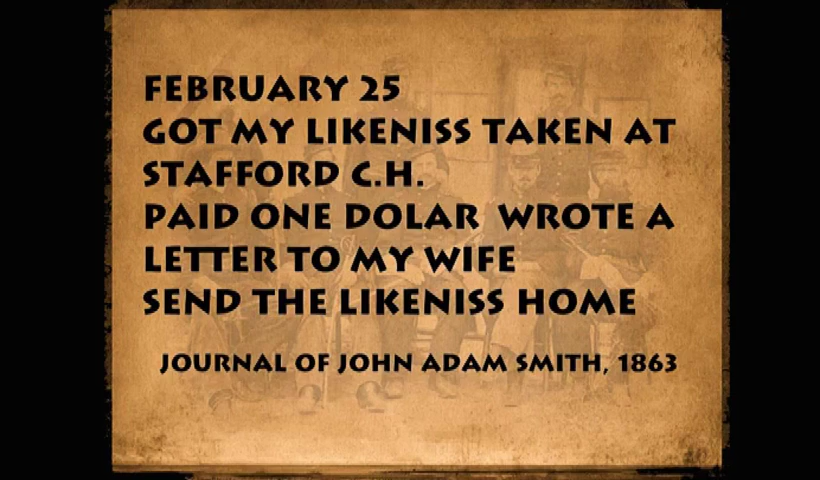 FEBRUARY 25
GOT MY LIKENISS TAKEN AT
STAFFORD C.H.
PAID ONE DOLAR WROTE A
LETTER TO MY WIFE
SEND THE LIKENISS HOME
JOURNAL OF JOHN ADAM SMITH, 1863